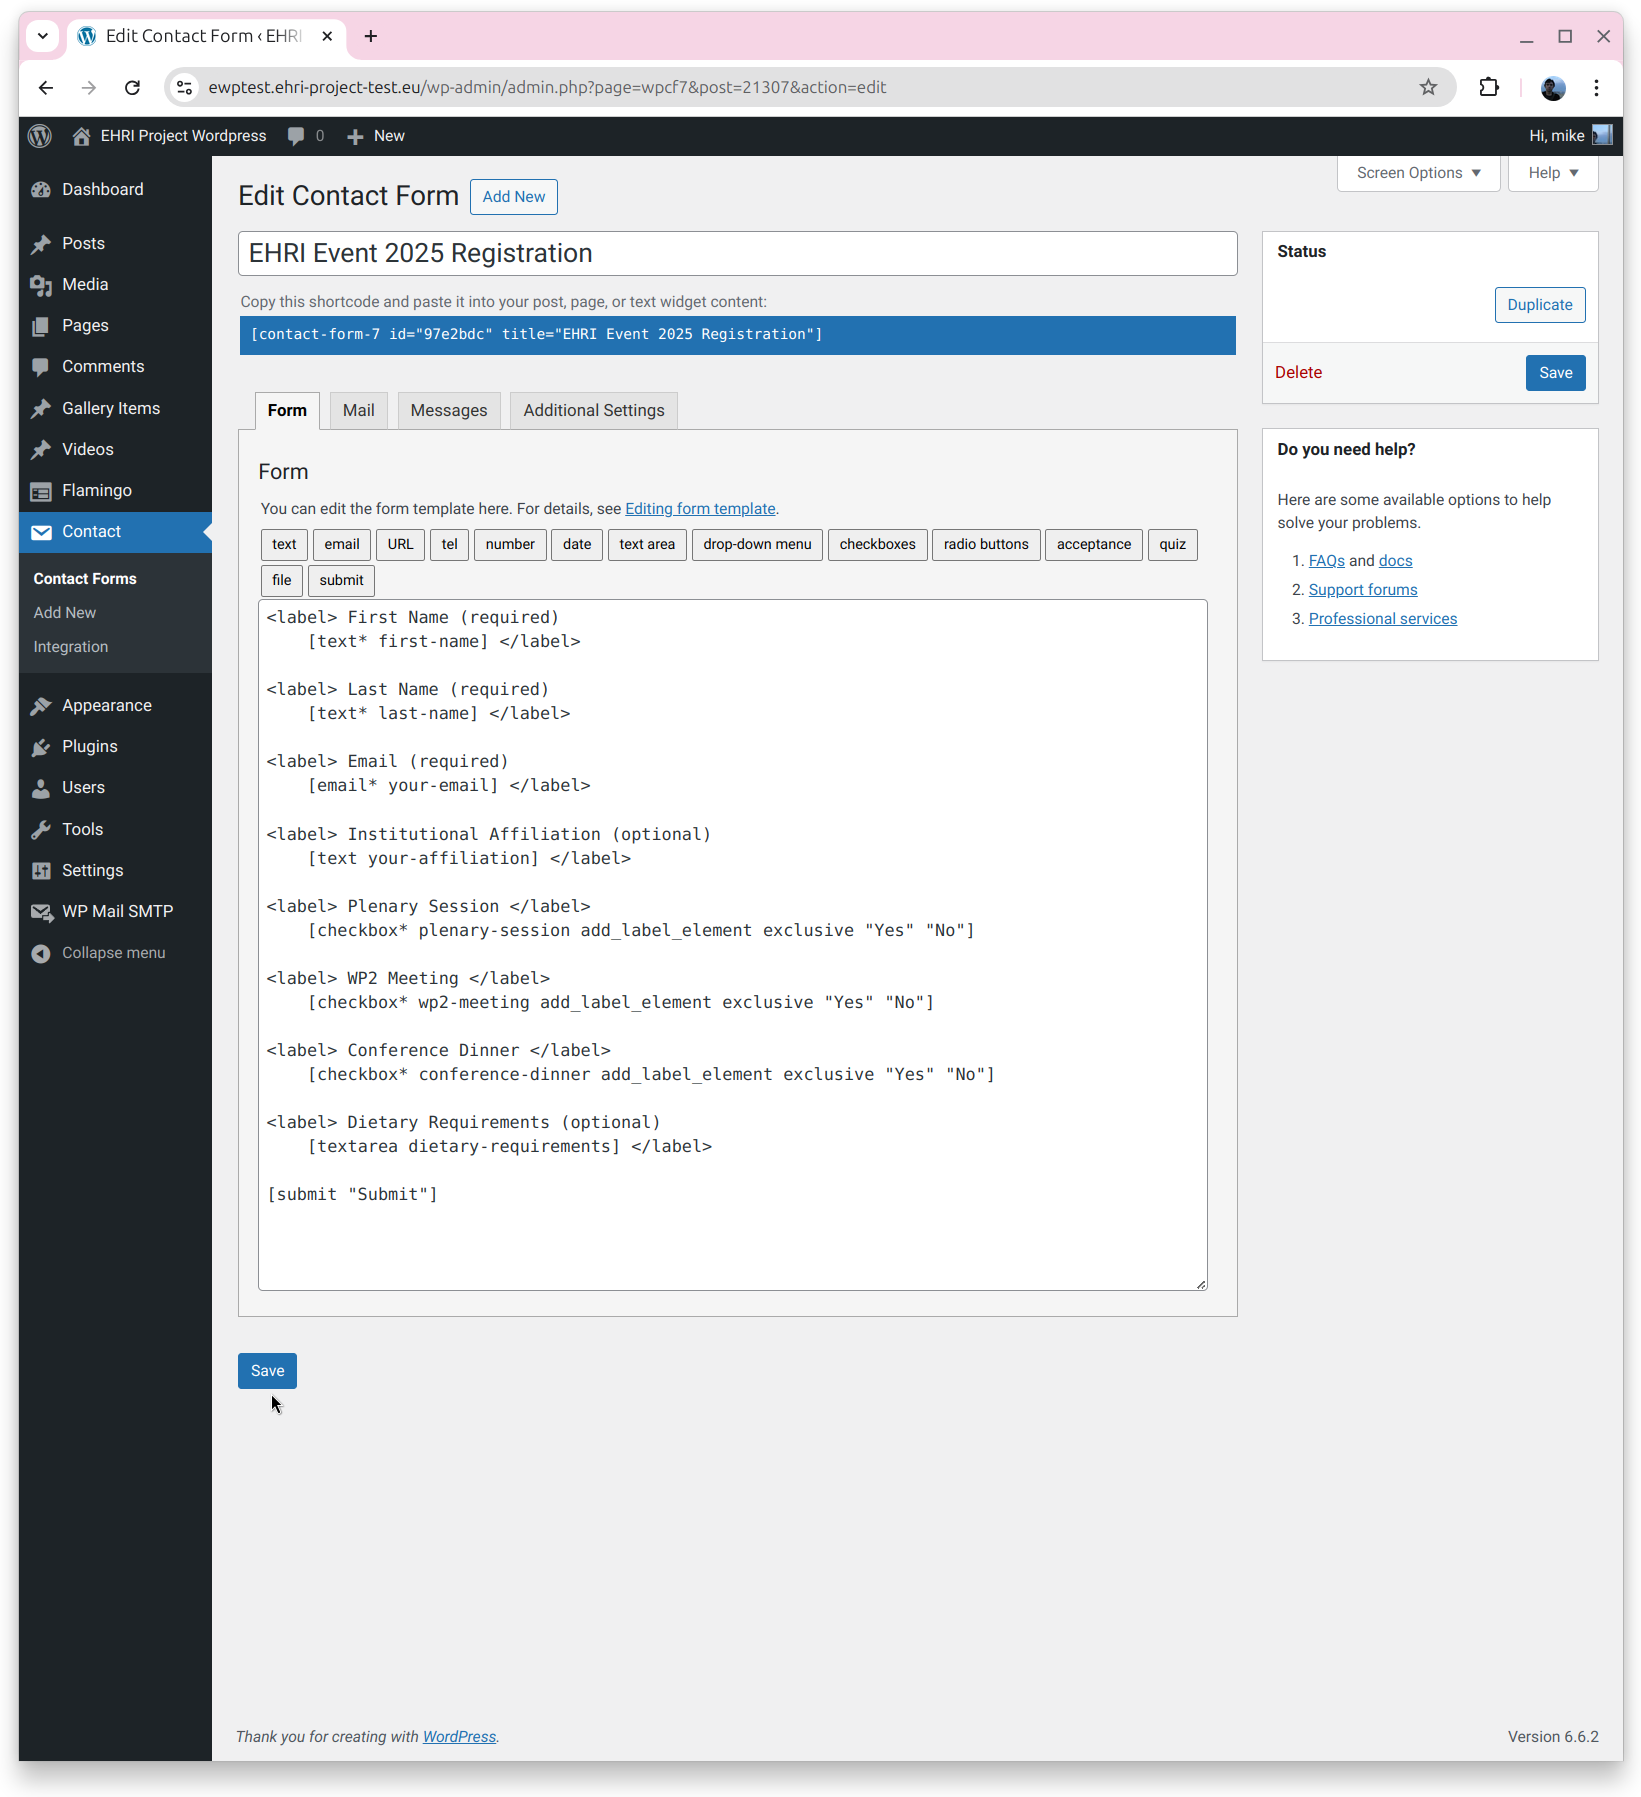 Edit Contact Form ‹ EHRI
ewptest.ehri-project-test.eu/wp-admin/admin.php?page=wpcf7&post=21307&action=edit
EHRI Project Wordpress 0 New Hi, mike
Dashboard
Posts
Media
Pages
Comments
Gallery Items
Videos
Flamingo
Contact
Contact Forms
Add New
Integration
Appearance
Plugins
Users
Tools
Settings
WP Mail SMTP
Collapse menu
Screen Options Help
Edit Contact Form Add New
EHRI Event 2025 Registration
Copy this shortcode and paste it into your post, page, or text widget content:
[contact-form-7 id="97e2bdc" title="EHRI Event 2025 Registration"]
Form Mail Messages Additional Settings
Form
You can edit the form template here. For details, see Editing form template.
text email URL tel number date text area drop-down menu checkboxes radio buttons acceptance quiz
file submit
<label> First Name (required)
[text* first-name] </label>
<label> Last Name (required)
[text* last-name] </label>
<label> Email (required)
[email* your-email] </label>
<label> Institutional Affiliation (optional)
[text your-affiliation] </label>
<label> Plenary Session </label>
[checkbox* plenary-session add_label_element exclusive "Yes" "No"]
<label> WP2 Meeting </label>
[checkbox* wp2-meeting add_label_element exclusive "Yes" "No"]
<label> Conference Dinner </label>
[checkbox* conference-dinner add_label_element exclusive "Yes" "No"]
<label> Dietary Requirements (optional)
[textarea dietary-requirements] </label>
[submit "Submit"]
Save
Status
Duplicate
Delete Save
Do you need help?
Here are some available options to help
solve your problems.
1. FAQs and docs
2. Support forums
3. Professional services
Thank you for creating with WordPress. Version 6.6.2